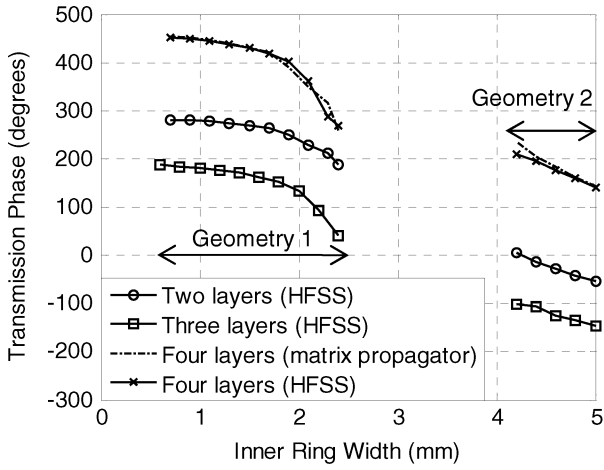 500
400
300
200
100
0
-100
-200
-300
Transmission Phase (degrees)
Geometry 2
Geometry 1
Two layers (HFSS)
Three layers (HFSS)
Four layers (matrix propagator)
Four layers (HFSS)
0 1 2 3 4 5
Inner Ring Width (mm)